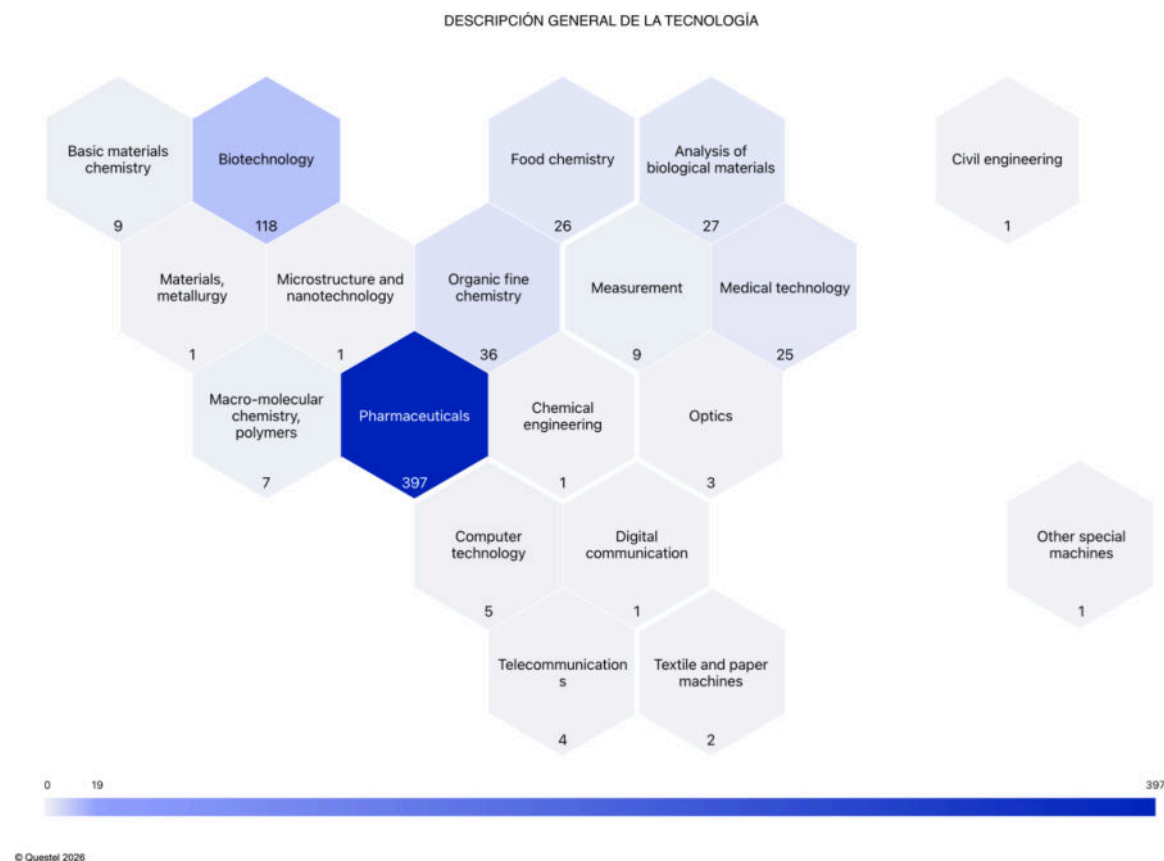 DESCRIPCIÓN GENERAL DE LA TECNOLOGÍA
Basic materials
chemistry
9
Biotechnology
118
Food chemistry
26
Analysis of
biological materials
27
Civil engineering
1
Materials,
metallurgy
1
Microstructure and
nanotechnology
1
Organic fine
chemistry
36
Measurement
9
Medical technology
25
Macro-molecular
chemistry,
polymers
7
Pharmaceuticals
397
Chemical
engineering
1
Optics
3
Computer
technology
5
Digital
communication
1
Other special
machines
1
Telecommunication
s
4
Textile and paper
machines
2
0
19
397
© Questel 2026